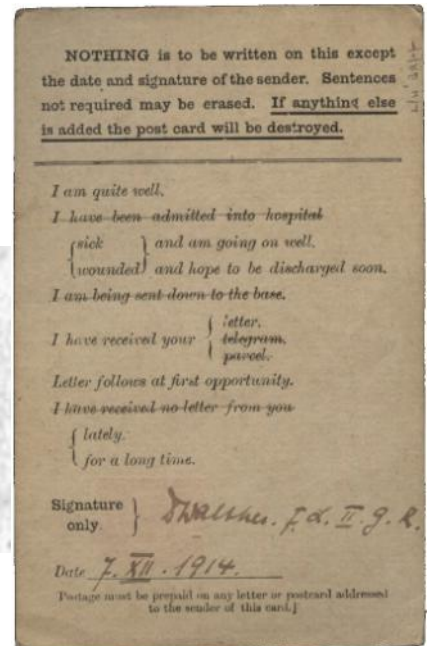 NOTHING is to be written on this except
the date and signature of the sender. Sentences
not required may be erased. If anything else
is added the post card will be destroyed.
I am quite well.
I have been admitted into hospital
{sick } and am going on well.
{wounded} and hope to be discharged soon.
I am being sent down to the base.
I have received your { letter.
telegram.
parcel.
Letter follows at first opportunity.
I have received no letter from you
{ lately.
for a long time.
Signature
only. }
Date 7. XII. 1914.
Postage must be prepaid on any letter or postcard addressed
to the sender of this card.]